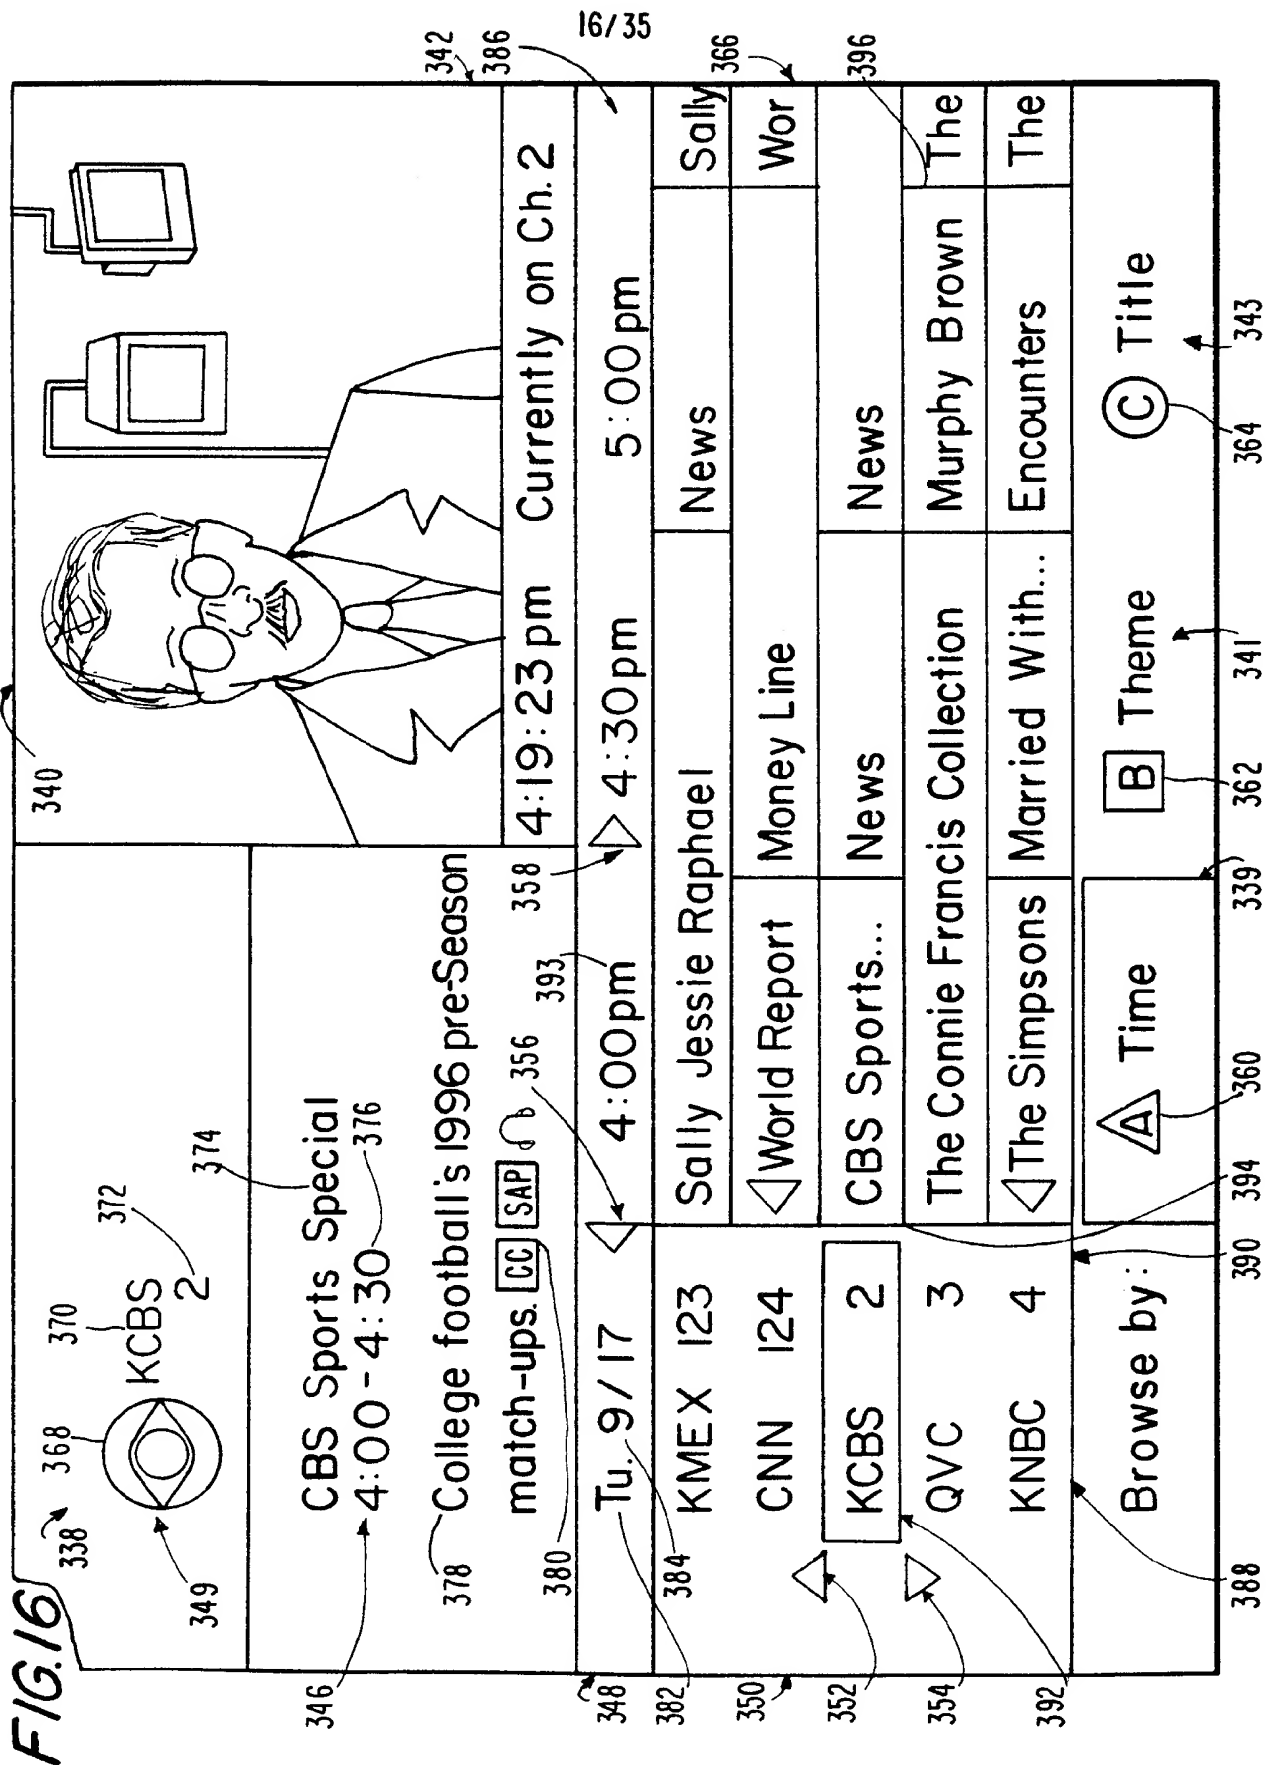 16/35
FIG.16
338
368
370
KCBS
372
2
349
374
340
342
386
CBS Sports Special
4:00-4:30
376
346
378
College football's 1996 pre-Season
match-ups. CC SAP
380
356
393
358
4:19:23pm Currently on Ch. 2
348
Tu. 9/17 4:00pm 4:30pm 5:00pm
382
384
366
396
KMEX 123 Sally Jessie Raphael News Sally
350
CNN 124 World Report Money Line Wor
352
KCBS 2 CBS Sports... News News
354
QVC 3 The Connie Francis Collection Murphy Brown The
392
KNBC 4 The Simpsons Married With... Encounters The
Browse by: A Time B Theme C Title
388
390
394
360
339
362
341
364
343